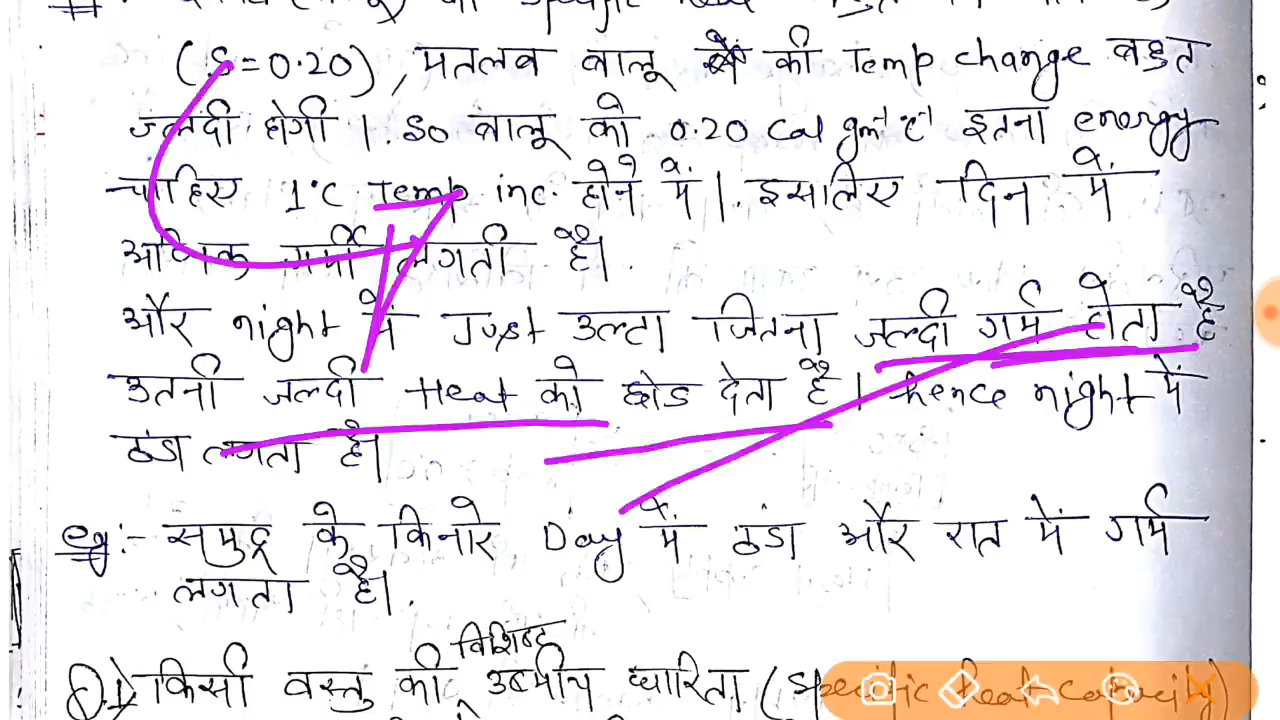 (S = 0.20), मतलब बालू की Temp change बहुत
जल्दी होगी। so बालू को 0.20 Cal gm⁻¹ °c⁻¹ इतना energy
चाहिए 1°C Temp inc. होने में। इसलिए दिन में
अधिक गर्मी लगती है।
और night में Just उल्टा जितना जल्दी गर्म होता है
उतनी जल्दी Heat को छोड देता है। hence night में
ठंडा लगता है।
eg:- समुद्र के किनारे Day में ठंडा और रात में गर्म
लगता है।
Q.1) किसी वस्तु की विशिष्ट उष्मीय धारिता (specific heat